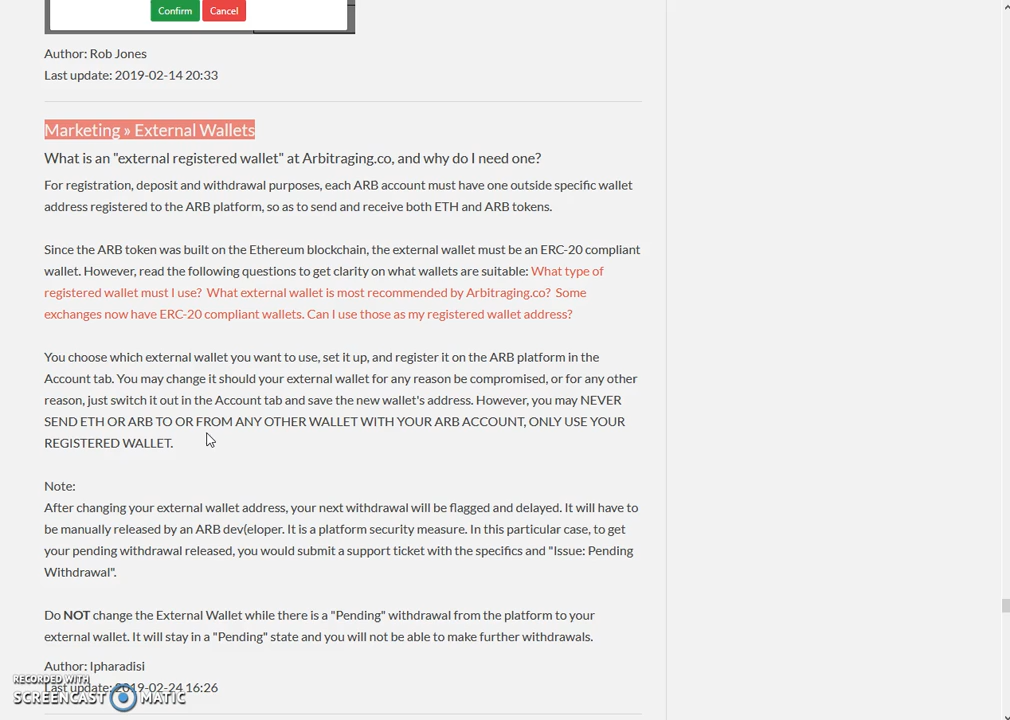 Confirm Cancel
Author: Rob Jones
Last update: 2019-02-14 20:33
Marketing » External Wallets
What is an "external registered wallet" at Arbitraging.co, and why do I need one?
For registration, deposit and withdrawal purposes, each ARB account must have one outside specific wallet
address registered to the ARB platform, so as to send and receive both ETH and ARB tokens.
Since the ARB token was built on the Ethereum blockchain, the external wallet must be an ERC-20 compliant
wallet. However, read the following questions to get clarity on what wallets are suitable: What type of
registered wallet must I use?  What external wallet is most recommended by Arbitraging.co?  Some
exchanges now have ERC-20 compliant wallets. Can I use those as my registered wallet address?
You choose which external wallet you want to use, set it up, and register it on the ARB platform in the
Account tab. You may change it should your external wallet for any reason be compromised, or for any other
reason, just switch it out in the Account tab and save the new wallet's address. However, you may NEVER
SEND ETH OR ARB TO OR FROM ANY OTHER WALLET WITH YOUR ARB ACCOUNT, ONLY USE YOUR
REGISTERED WALLET.
Note:
After changing your external wallet address, your next withdrawal will be flagged and delayed. It will have to
be manually released by an ARB dev(eloper. It is a platform security measure. In this particular case, to get
your pending withdrawal released, you would submit a support ticket with the specifics and "Issue: Pending
Withdrawal".
Do NOT change the External Wallet while there is a "Pending" withdrawal from the platform to your
external wallet. It will stay in a "Pending" state and you will not be able to make further withdrawals.
Author: Ipharadisi
Last update: 2019-02-24 16:26
RECORDED WITH
SCREENCAST MATIC